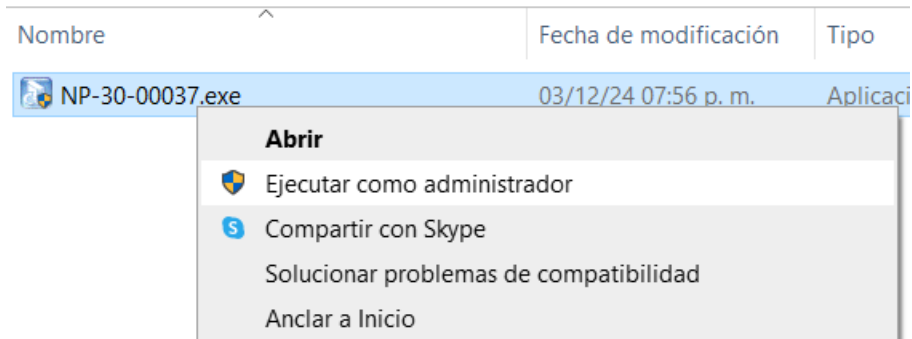 Nombre Fecha de modificación Tipo
NP-30-00037.exe 03/12/24 07:56 p. m. Aplicaci
Abrir
Ejecutar como administrador
Compartir con Skype
Solucionar problemas de compatibilidad
Anclar a Inicio